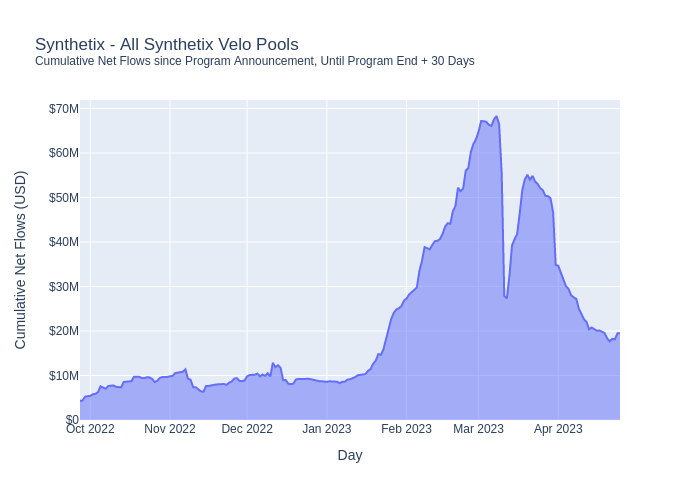 Synthetix - All Synthetix Velo Pools
Cumulative Net Flows since Program Announcement, Until Program End + 30 Days
Cumulative Net Flows (USD)
$70M
$60M
$50M
$40M
$30M
$20M
$10M
$0
Oct 2022 Nov 2022 Dec 2022 Jan 2023 Feb 2023 Mar 2023 Apr 2023
Day